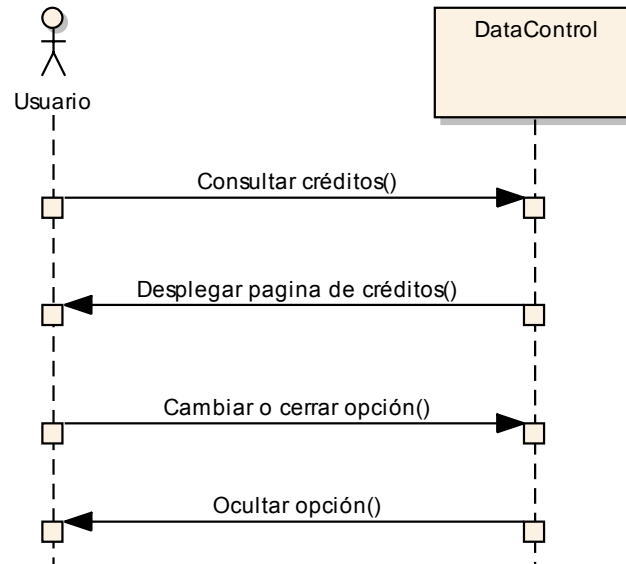 DataControl
Usuario
Consultar créditos()
Desplegar pagina de créditos()
Cambiar o cerrar opción()
Ocultar opción()